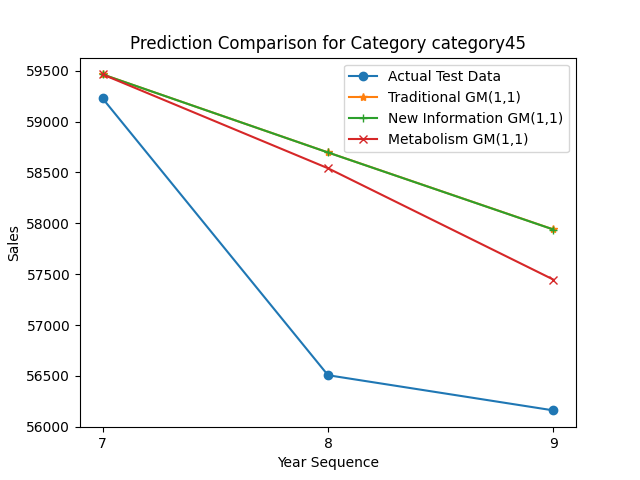 Prediction Comparison for Category category45
Actual Test Data
Traditional GM(1,1)
New Information GM(1,1)
Metabolism GM(1,1)
59500
59000
58500
58000
57500
57000
56500
56000
Sales
7
8
9
Year Sequence